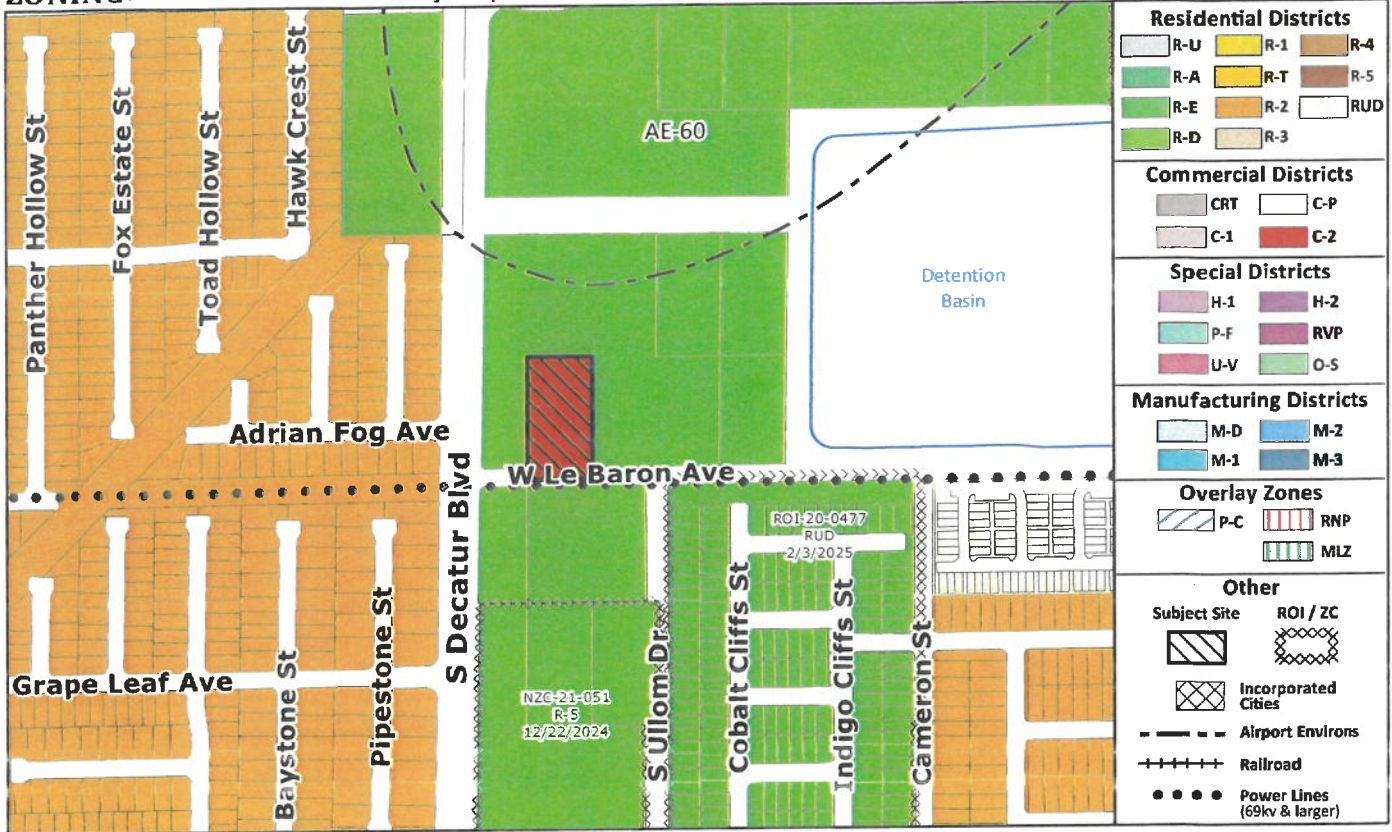 Panther Hollow St
Fox Estate St
Toad Hollow St
Hawk Crest St
AE-60
Detention
Basin
Adrian Fog Ave
S Decatur Blvd
W Le Baron Ave
ROI-20-0477
RUD
2/3/2025
Grape Leaf Ave
Baystone St
Pipestone St
NZC-21-051
R-5
12/22/2024
S Ullom Dr
Cobalt Cliffs St
Indigo Cliffs St
Cameron St
Residential Districts
R-U R-1 R-4
R-A R-T R-5
R-E R-2 RUD
R-D R-3
Commercial Districts
CRT C-P
C-1 C-2
Special Districts
H-1 H-2
P-F RVP
U-V O-S
Manufacturing Districts
M-D M-2
M-1 M-3
Overlay Zones
P-C RNP
MLZ
Other
Subject Site ROI / ZC
Incorporated
Cities
Airport Environs
Railroad
Power Lines
(69kv & larger)